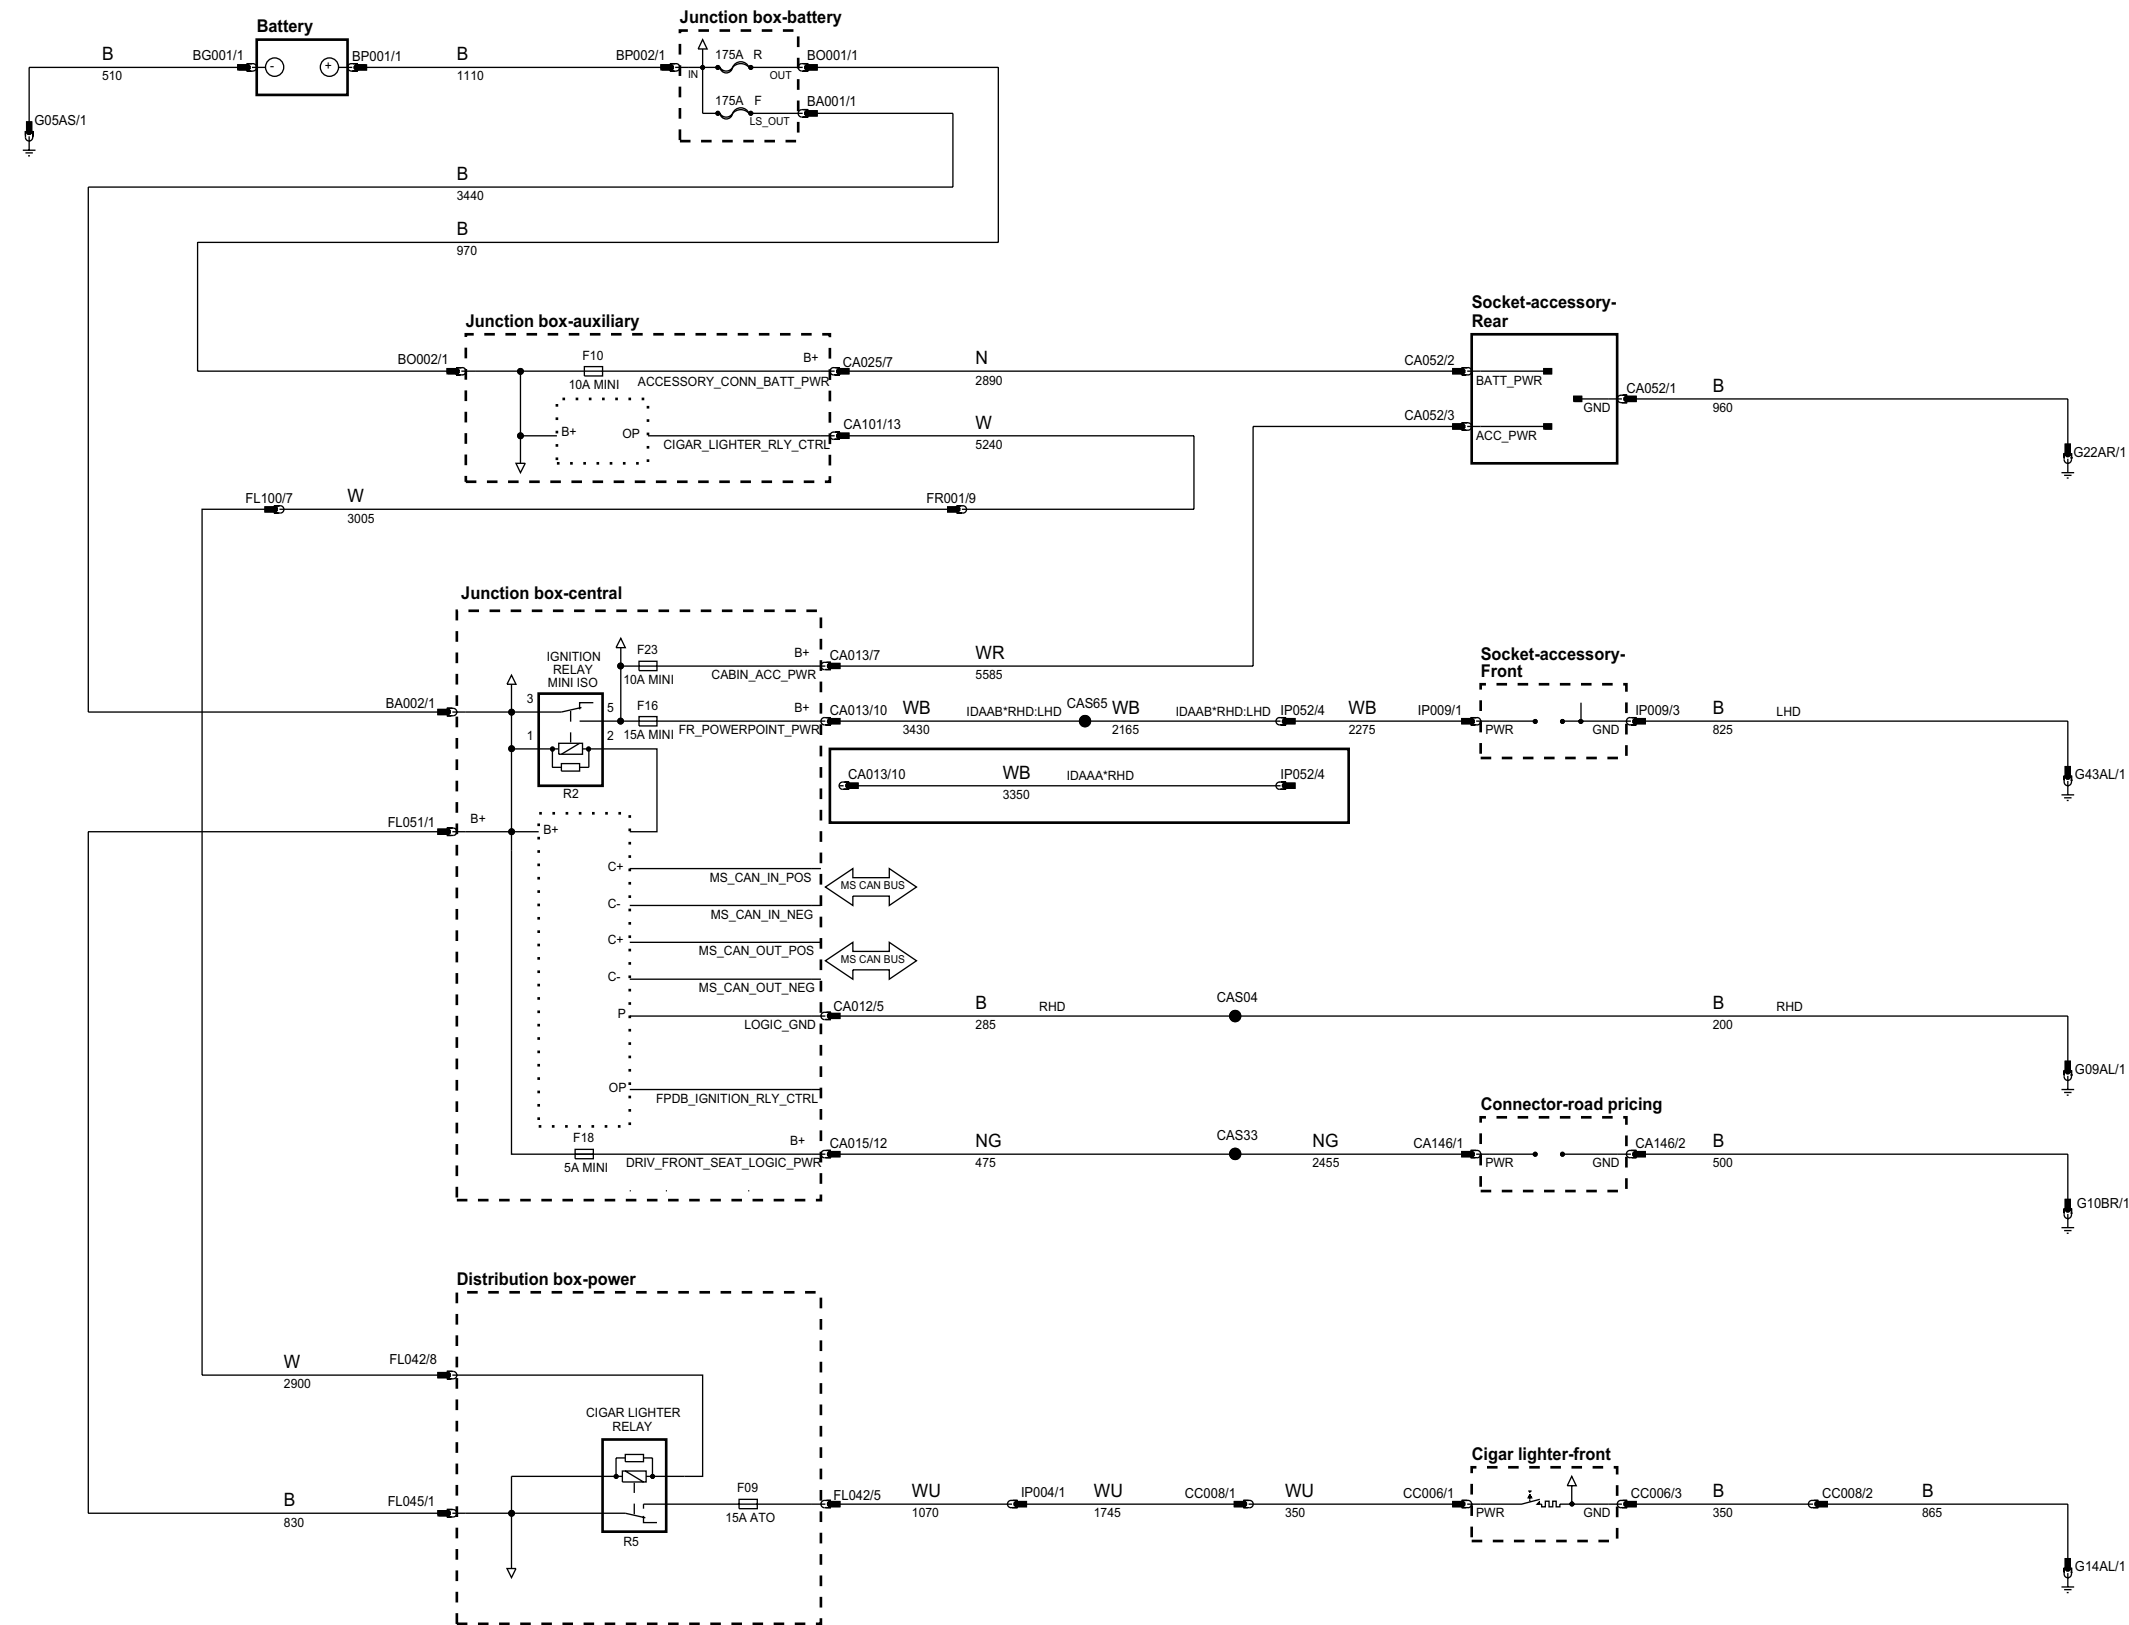 Battery
Junction box-battery
B
510
BG001/1
-
+
BP001/1
B
1110
BP002/1
IN
175A R
OUT
BO001/1
175A F
LS_OUT
BA001/1
G05AS/1
B
3440
B
970
Junction box-auxiliary
BO002/1
F10
10A MINI
B+
ACCESSORY_CONN_BATT_PWR
CA025/7
N
2890
B+
OP
CIGAR_LIGHTER_RLY_CTRL
CA101/13
W
5240
Socket-accessory-
Rear
CA052/2
BATT_PWR
CA052/3
ACC_PWR
GND
CA052/1
B
960
G22AR/1
FL100/7
W
3005
FR001/9
Junction box-central
IGNITION
RELAY
MINI ISO
F23
10A MINI
B+
CABIN_ACC_PWR
CA013/7
WR
5585
BA002/1
3
5
1
2
R2
F16
15A MINI
B+
FR_POWERPOINT_PWR
CA013/10
WB
3430
IDAAB*RHD:LHD
CAS65
WB
2165
IDAAB*RHD:LHD
IP052/4
WB
2275
IP009/1
Socket-accessory-
Front
PWR
GND
IP009/3
B
825
LHD
G43AL/1
CA013/10
WB
3350
IDAAA*RHD
IP052/4
FL051/1
B+
B+
C+
MS_CAN_IN_POS
MS CAN BUS
C-
MS_CAN_IN_NEG
C+
MS_CAN_OUT_POS
MS CAN BUS
C-
MS_CAN_OUT_NEG
P
LOGIC_GND
CA012/5
B
285
RHD
CAS04
B
200
RHD
G09AL/1
OP
FPDB_IGNITION_RLY_CTRL
F18
5A MINI
B+
DRIV_FRONT_SEAT_LOGIC_PWR
CA015/12
NG
475
CAS33
NG
2455
CA146/1
Connector-road pricing
PWR
GND
CA146/2
B
500
G10BR/1
Distribution box-power
W
2900
FL042/8
CIGAR LIGHTER
RELAY
R5
B
830
FL045/1
F09
15A ATO
FL042/5
WU
1070
IP004/1
WU
1745
CC008/1
WU
350
CC006/1
Cigar lighter-front
PWR
GND
CC006/3
B
350
CC008/2
B
865
G14AL/1